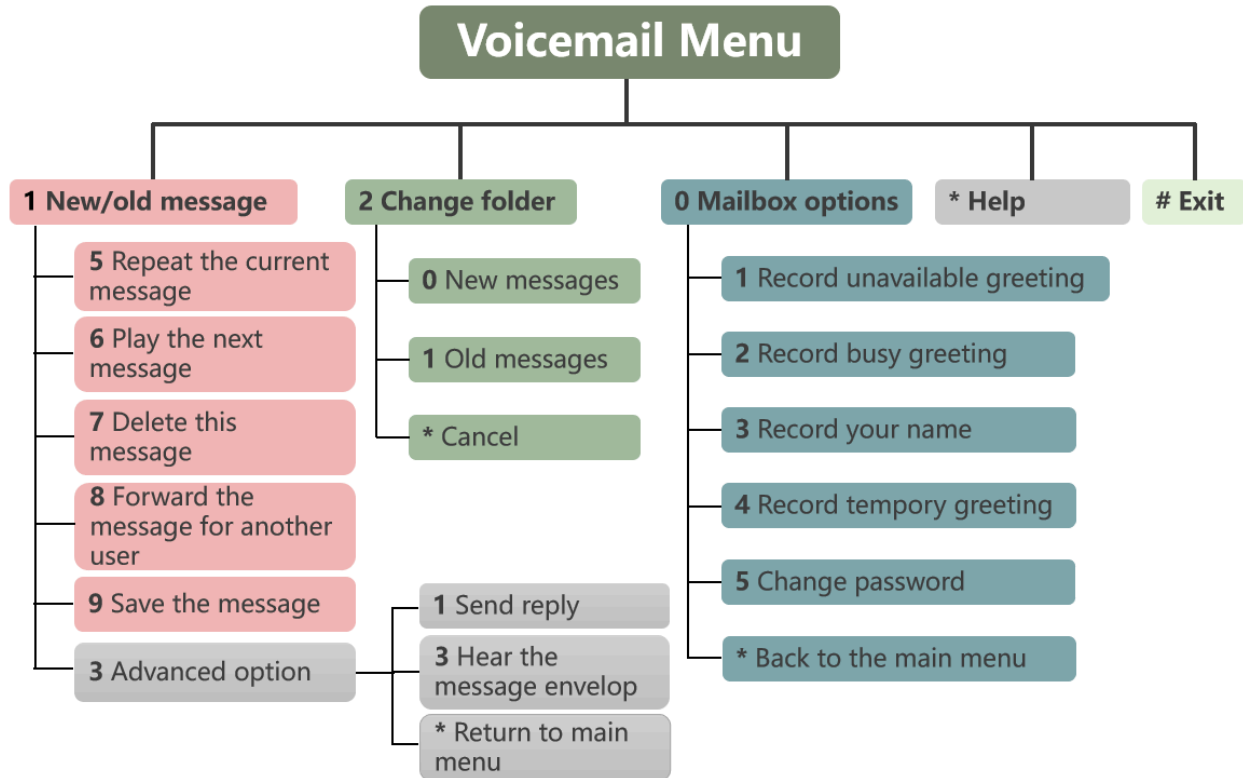 Voicemail Menu
1 New/old message
5 Repeat the current
message
6 Play the next
message
7 Delete this
message
8 Forward the
message for another
user
9 Save the message
3 Advanced option
1 Send reply
3 Hear the
message envelop
* Return to main
menu
2 Change folder
0 New messages
1 Old messages
* Cancel
0 Mailbox options
1 Record unavailable greeting
2 Record busy greeting
3 Record your name
4 Record tempory greeting
5 Change password
* Back to the main menu
* Help
# Exit